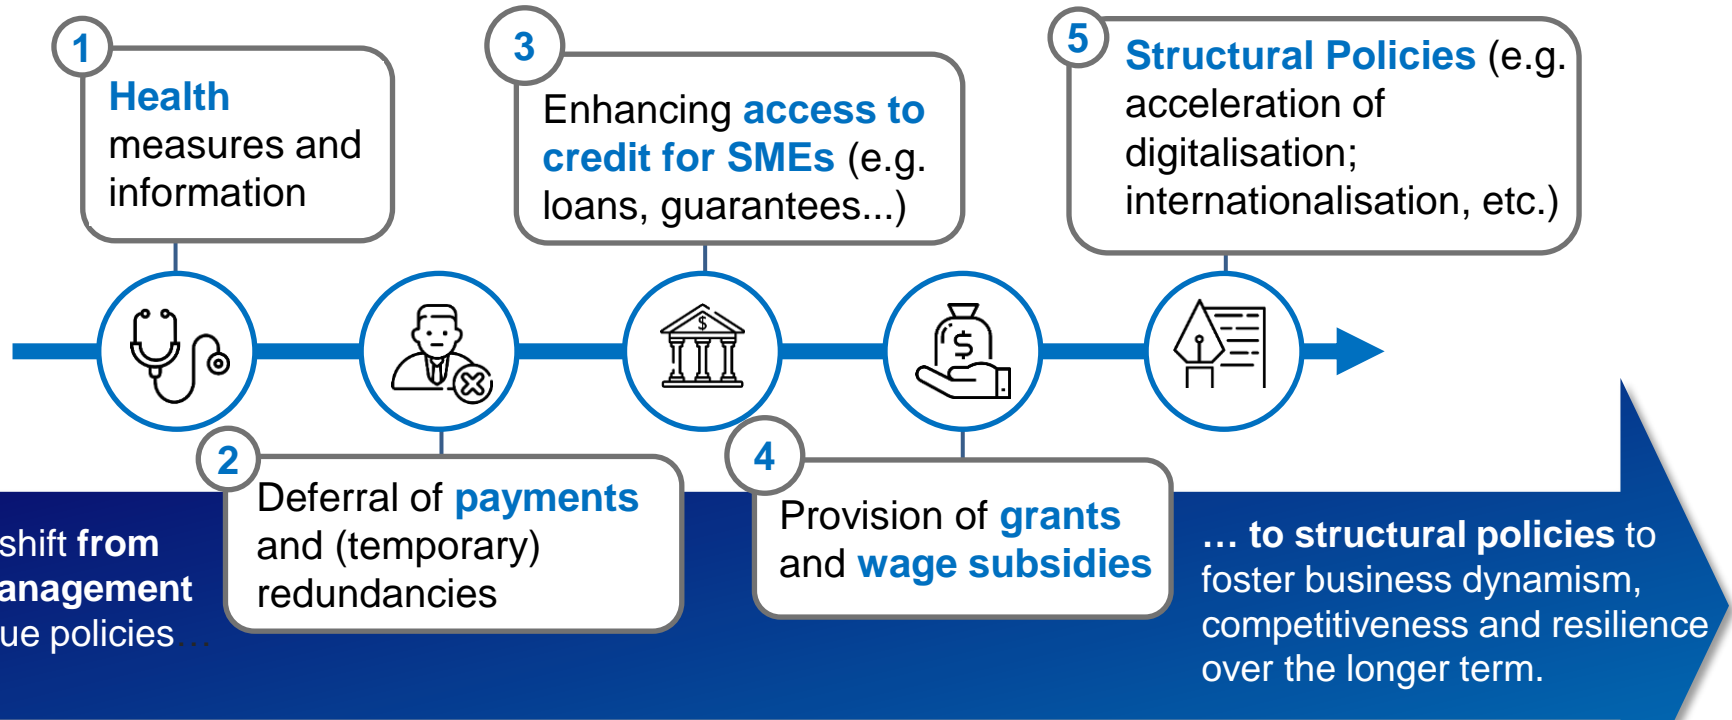 1
Health
measures and
information
2
Deferral of payments
and (temporary)
redundancies
3
Enhancing access to
credit for SMEs (e.g.
loans, guarantees...)
4
Provision of grants
and wage subsidies
5
Structural Policies (e.g.
acceleration of
digitalisation;
internationalisation, etc.)
$
$
shift from
anagement
ue policies…
… to structural policies to
foster business dynamism,
competitiveness and resilience
over the longer term.